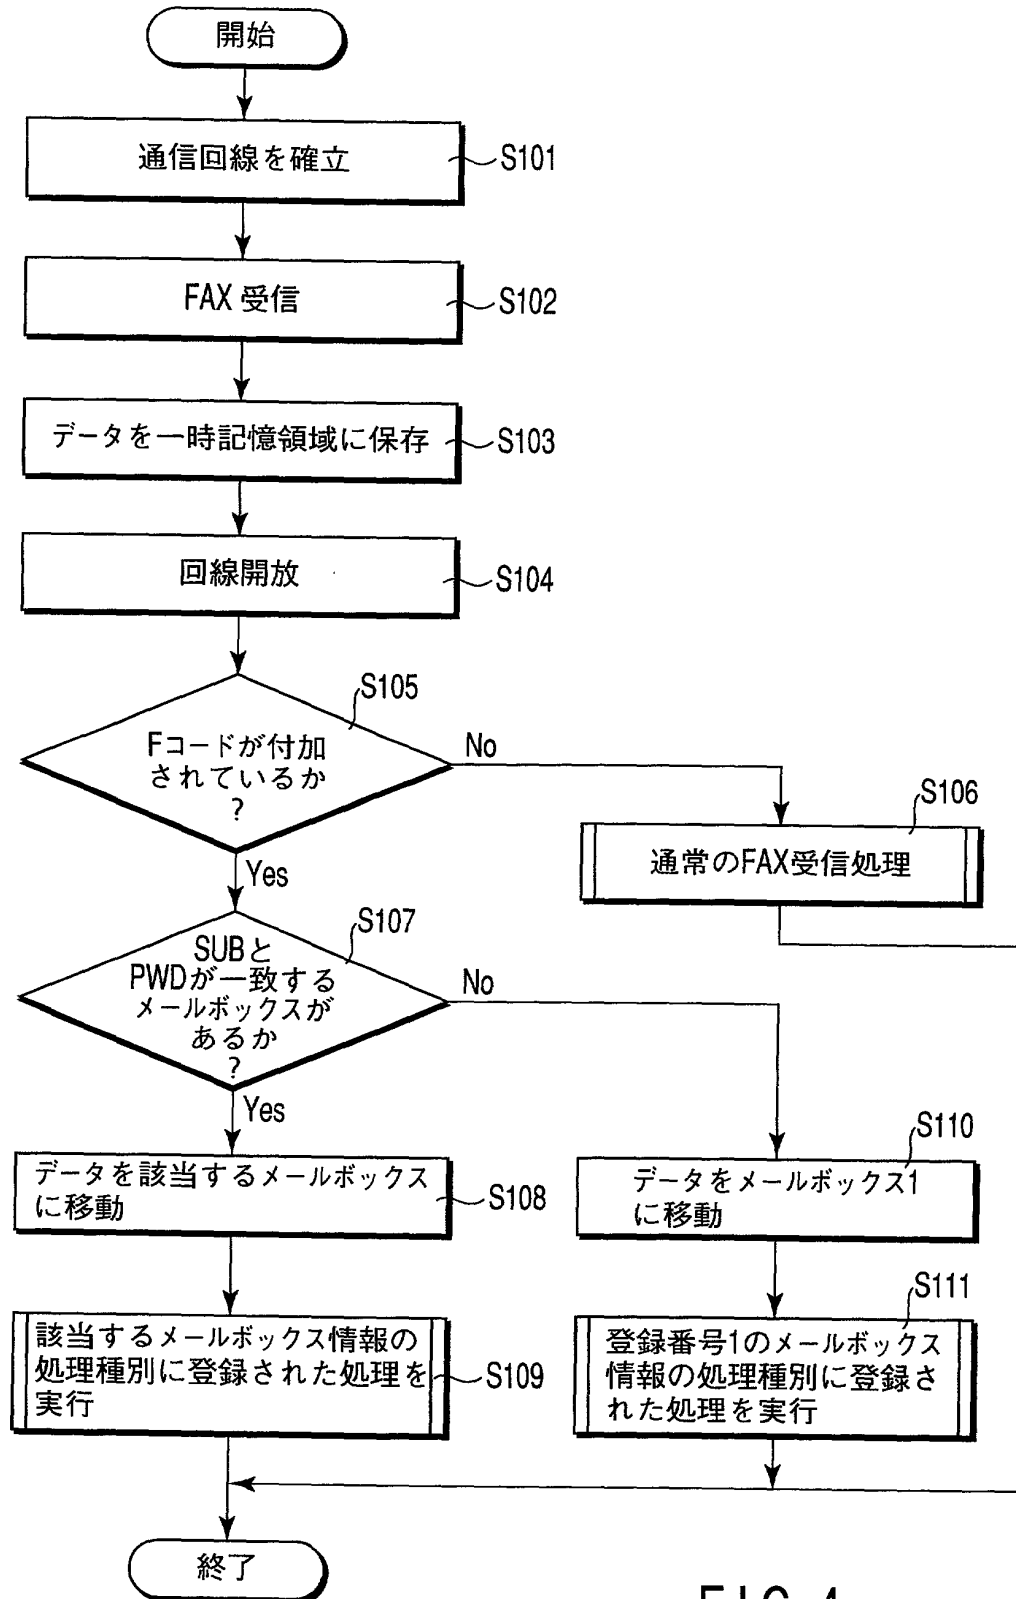 開始
通信回線を確立
S101
FAX 受信
S102
データを一時記憶領域に保存
S103
回線開放
S104
S105
Fコードが付加
されているか
?
No
Yes
S106
通常のFAX受信処理
S107
SUBと
PWDが一致する
メールボックスが
あるか
?
No
Yes
データを該当するメールボックス
に移動
S108
S110
データをメールボックス1
に移動
該当するメールボックス情報の
処理種別に登録された処理を
実行
S109
S111
登録番号1のメールボックス
情報の処理種別に登録さ
れた処理を実行
終了